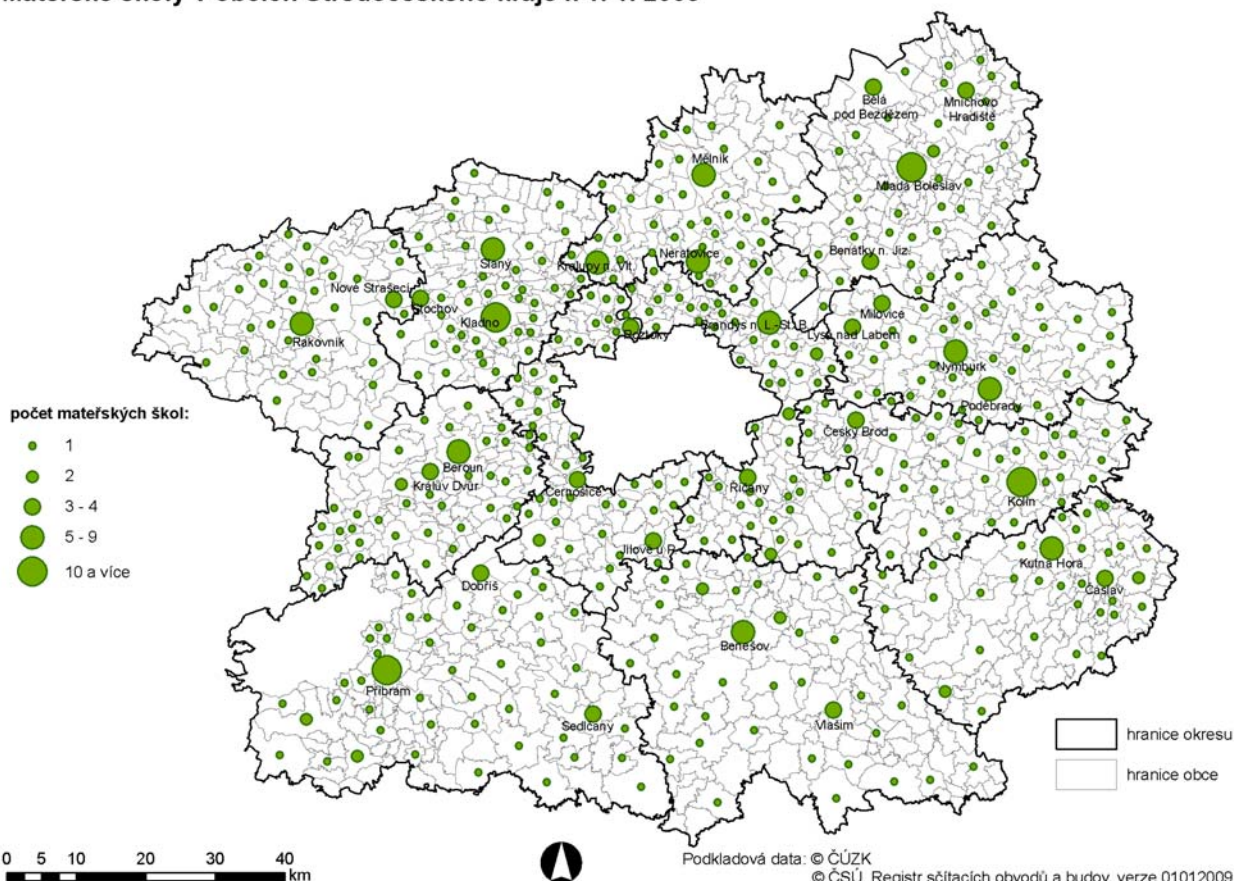 Bělá
pod Bezdězem
Mnichovo
Hradiště
Mělník
Mladá Boleslav
Slaný
Kralupy n. Vlt.
Neratovice
Benátky n. Jiz.
Nové Strašecí
Stochov
Kladno
Roztoky
Brandýs n. L.-St. B.
Milovice
Lysá nad Labem
Rakovník
Nymburk
Poděbrady
počet mateřských škol:
1
2
3 - 4
5 - 9
10 a více
Český Brod
Beroun
Králův Dvůr
Černošice
Říčany
Kolín
Jílové u P.
Kutná Hora
Čáslav
Dobříš
Benešov
Příbram
Sedlčany
Vlašim
hranice okresu
hranice obce
0 5 10 20 30 40
km
Podkladová data: © ČÚZK
© ČSÚ, Registr sčítacích obvodů a budov, verze 01012009